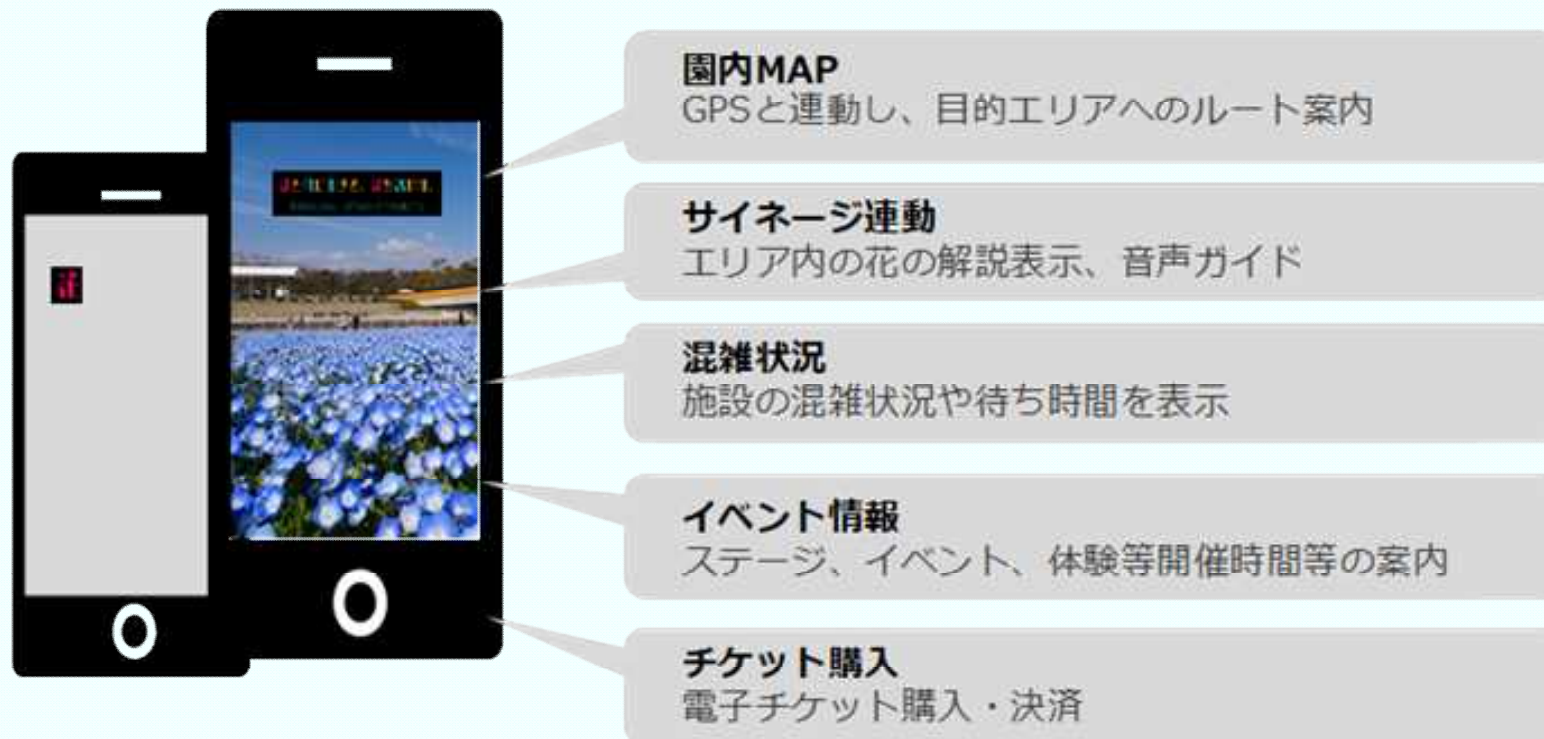 園内MAP
GPSと連動し、目的エリアへのルート案内
サイネージ連動
エリア内の花の解説表示、音声ガイド
混雑状況
施設の混雑状況や待ち時間を表示
イベント情報
ステージ、イベント、体験等開催時間等の案内
チケット購入
電子チケット購入・決済